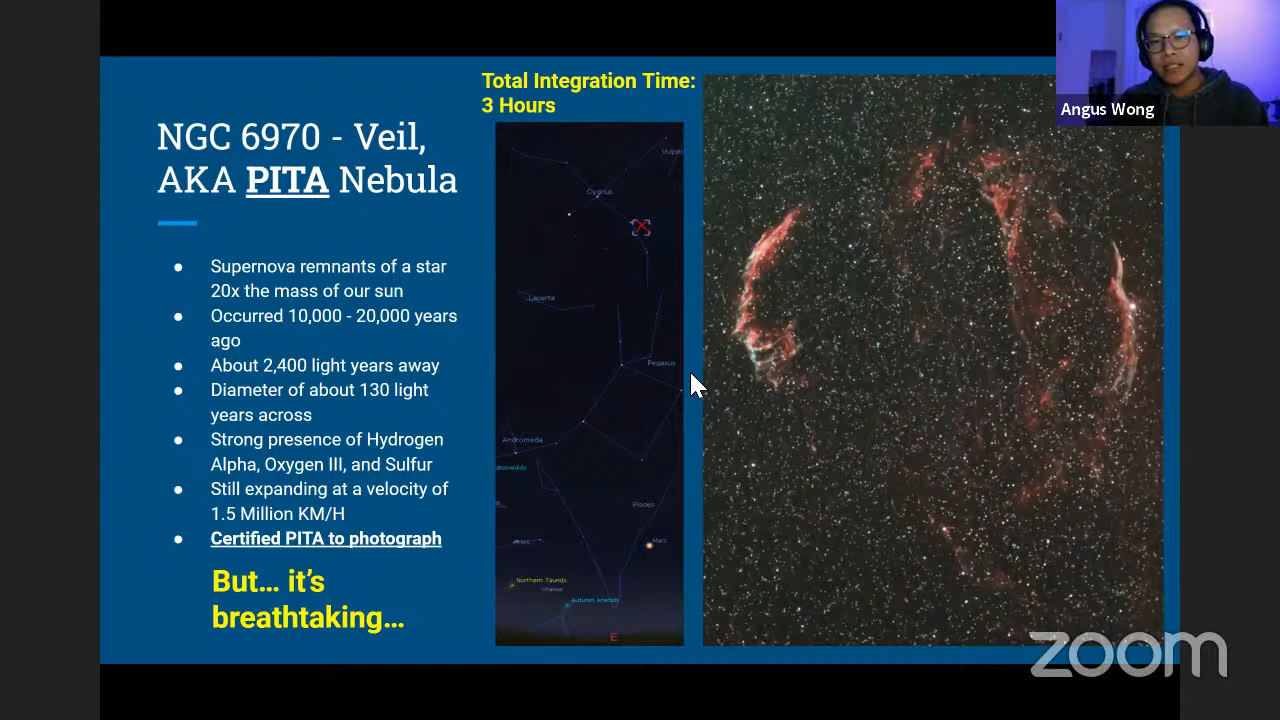 Total Integration Time:
3 Hours
Angus Wong
NGC 6970 - Veil,
AKA PITA Nebula
● Supernova remnants of a star
20x the mass of our sun
● Occurred 10,000 - 20,000 years
ago
● About 2,400 light years away
● Diameter of about 130 light
years across
● Strong presence of Hydrogen
Alpha, Oxygen III, and Sulfur
● Still expanding at a velocity of
1.5 Million KM/H
● Certified PITA to photograph
But... it's
breathtaking...
Vulpec
Cygnus
Lacerta
Pegasus
Andromeda
dromedids
Pisces
Aries
Mars
Northern Taurids
Uranus
Autumn Arietids
E
zoom